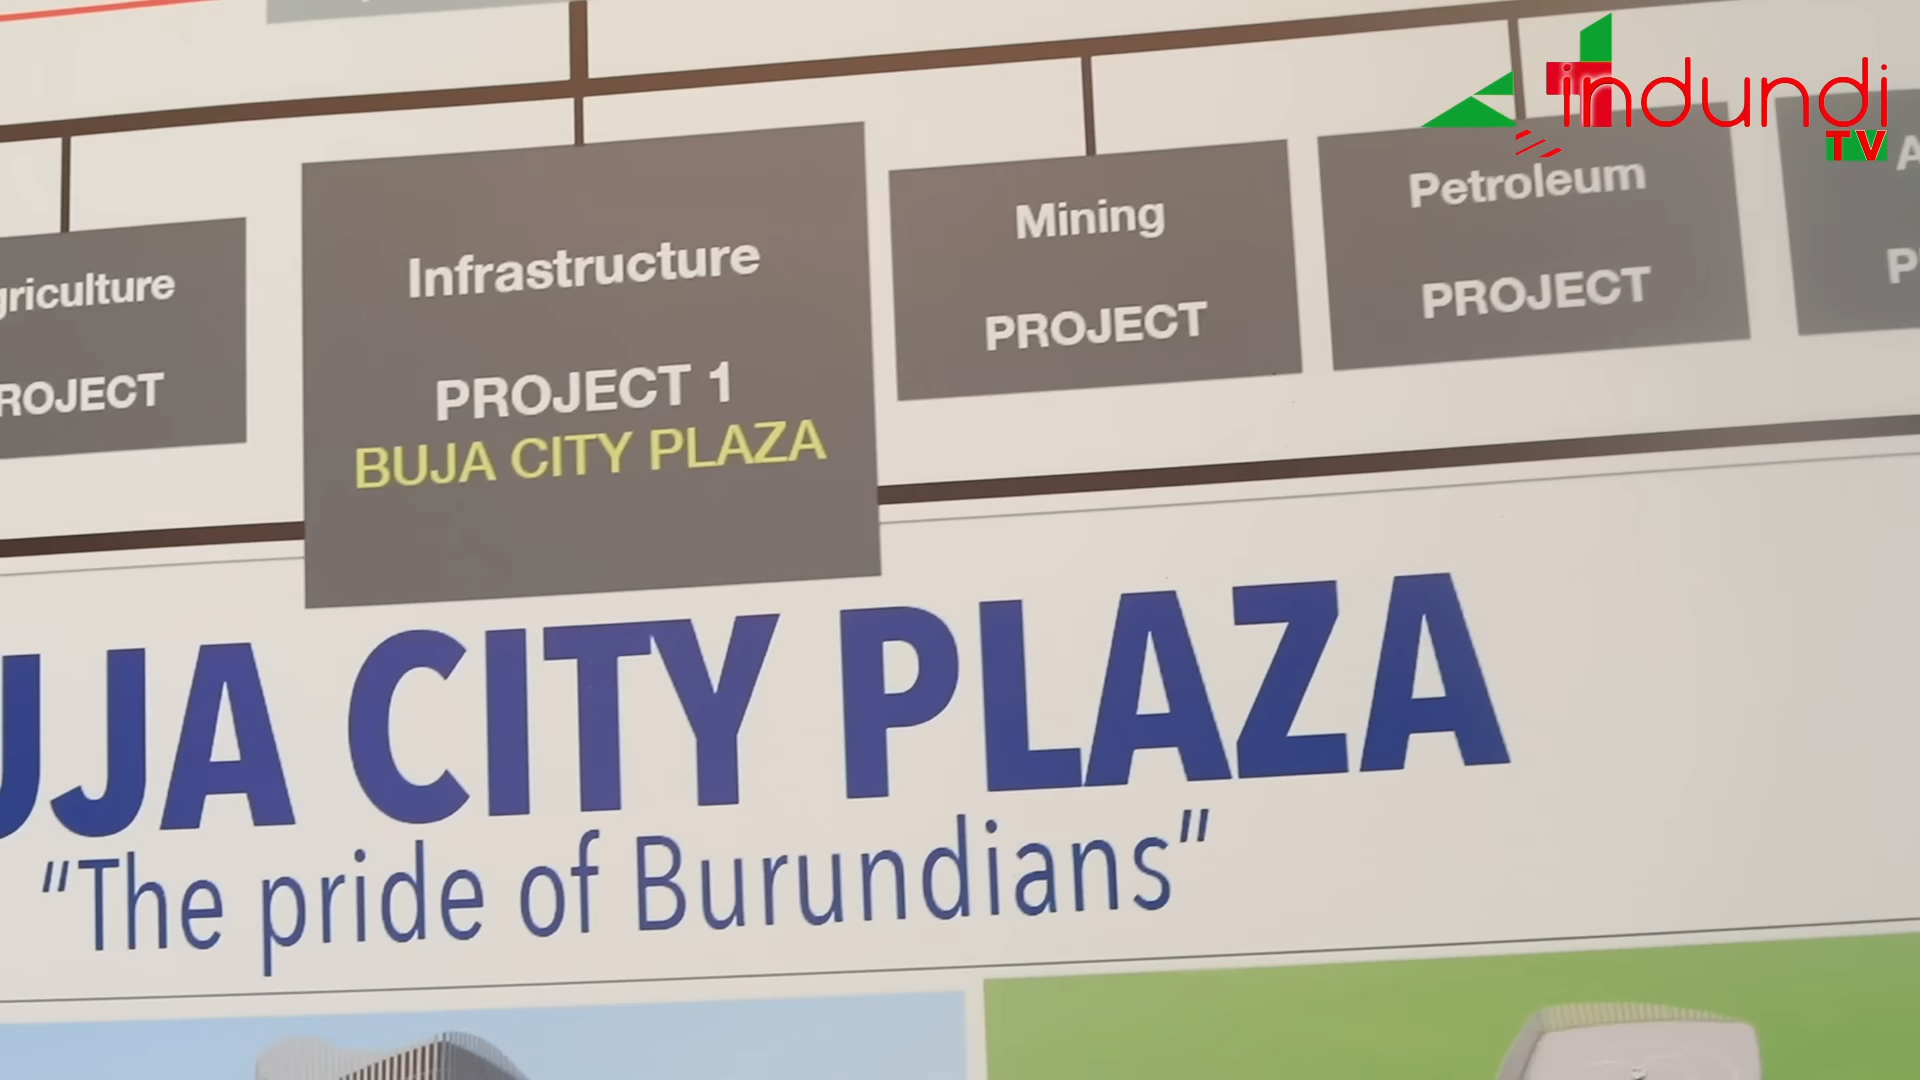 indundi
TV
griculture
ROJECT
Infrastructure
PROJECT 1
BUJA CITY PLAZA
Mining
PROJECT
Petroleum
PROJECT
A
P
UJA CITY PLAZA
"The pride of Burundians"